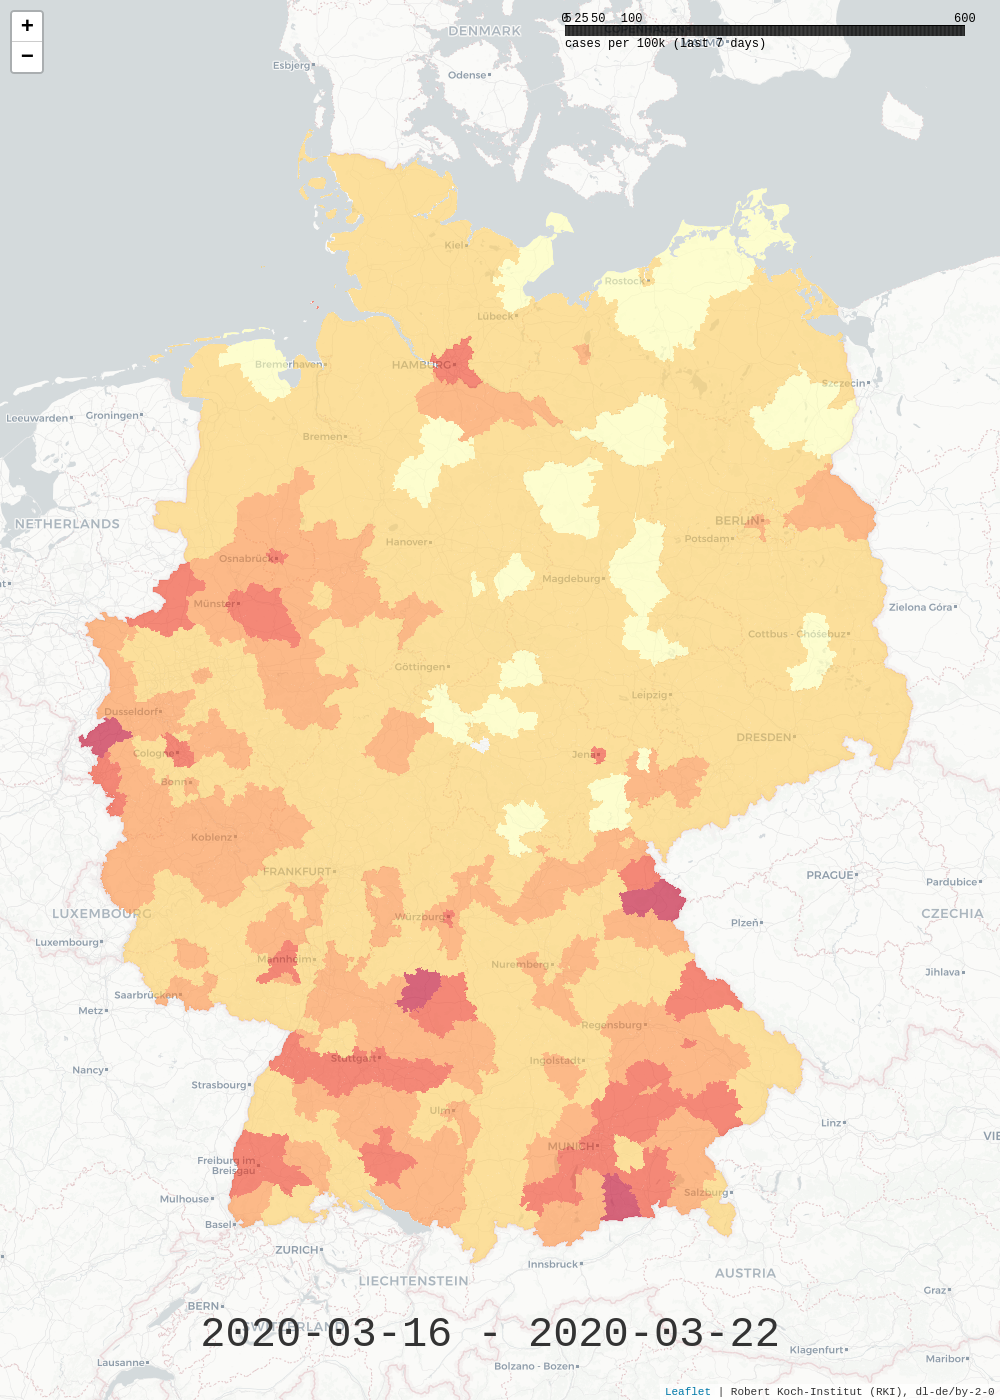 +
−
0 5 25 50 100 600
cases per 100k (last 7 days)
DENMARK
Esbjerg
Odense
Kiel
Rostock
Lübeck
Bremerhaven
HAMBURG
Szczecin
Leeuwarden
Groningen
Bremen
NETHERLANDS
BERLIN
Hanover
Potsdam
Osnabrück
Magdeburg
Münster
Zielona Góra
Cottbus - Chóśebuz
Göttingen
Leipzig
Dusseldorf
DRESDEN
Cologne
Jena
Bonn
Koblenz
FRANKFURT
PRAGUE
Pardubice
LUXEMBOURG
Würzburg
CZECHIA
Plzeň
Luxembourg
Mannheim
Nuremberg
Jihlava
Saarbrücken
Metz
Regensburg
Stuttgart
Ingolstadt
Nancy
Strasbourg
Ulm
Linz
VIE
MUNICH
Freiburg im
Breisgau
Mulhouse
Salzburg
Basel
ZURICH
Innsbruck
AUSTRIA
LIECHTENSTEIN
Graz
BERN
SWITZERLAND
2020-03-16 - 2020-03-22
Klagenfurt
Lausanne
Bolzano - Bozen
Maribor
Leaflet | Robert Koch-Institut (RKI), dl-de/by-2-0